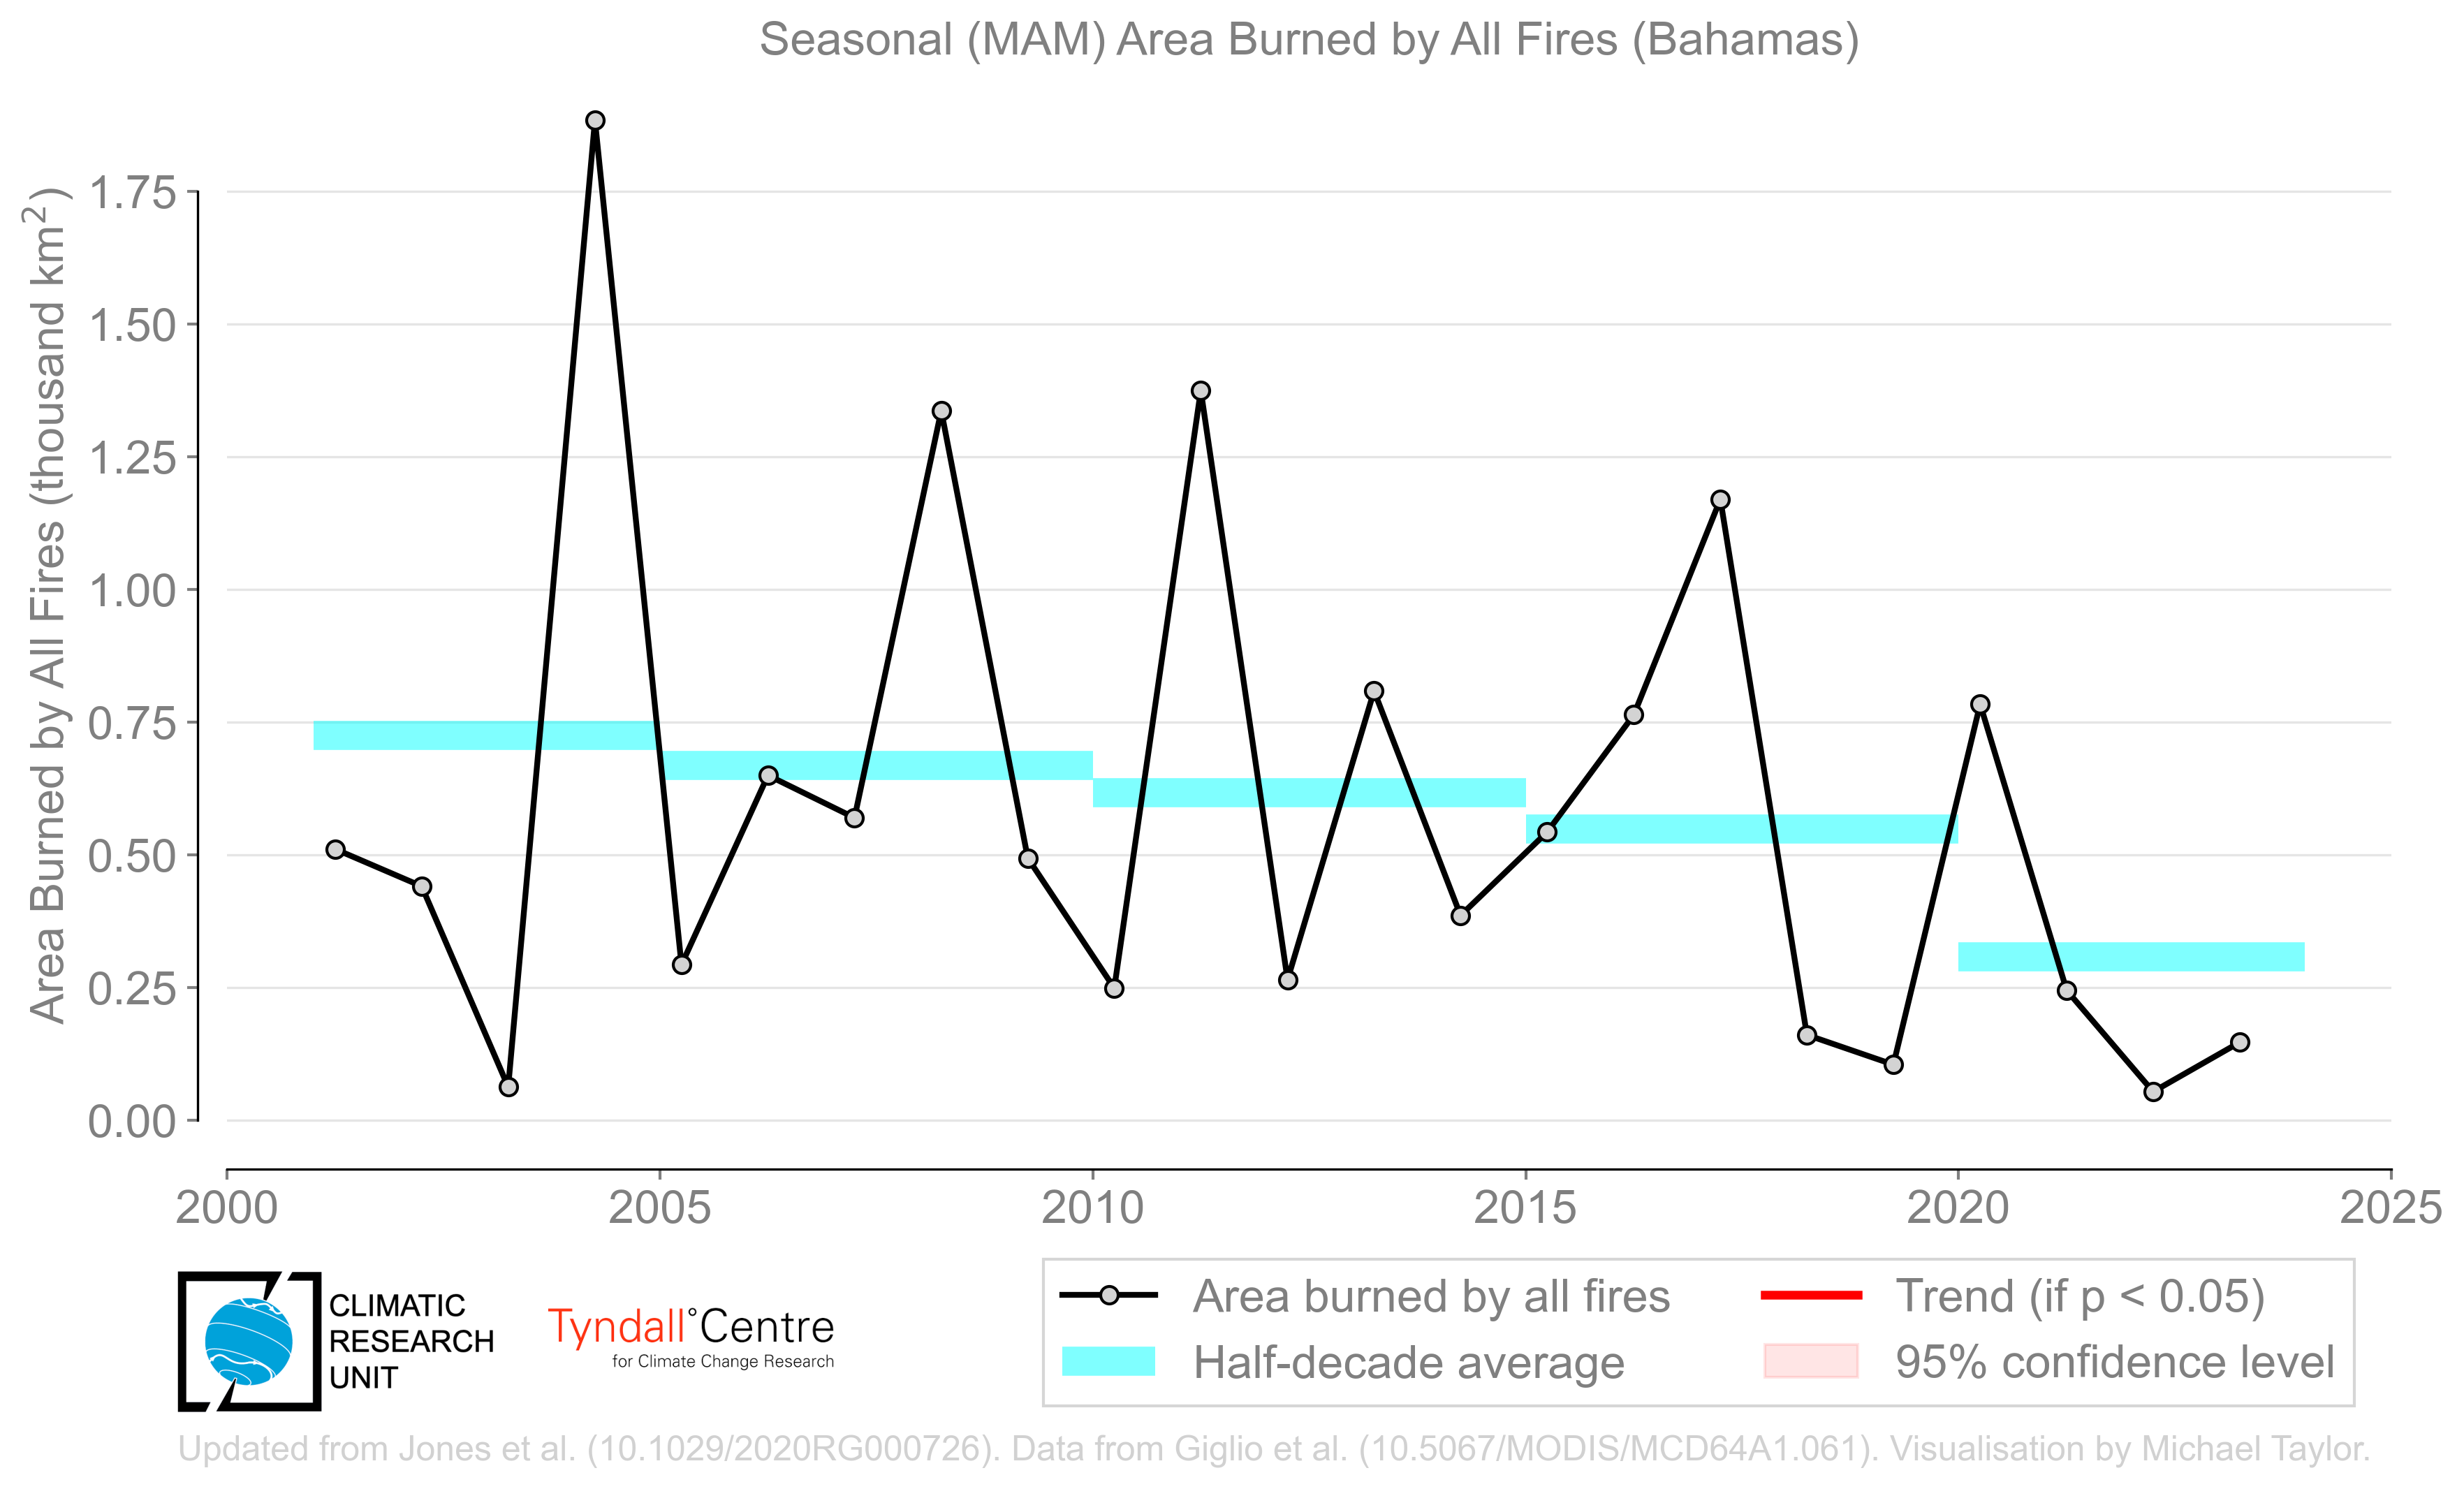 Seasonal (MAM) Area Burned by All Fires (Bahamas)
Area Burned by All Fires (thousand km²)
1.75
1.50
1.25
1.00
0.75
0.50
0.25
0.00
2000 2005 2010 2015 2020 2025
CLIMATIC
RESEARCH
UNIT
Tyndall°Centre
for Climate Change Research
Area burned by all fires
Half-decade average
Trend (if p < 0.05)
95% confidence level
Updated from Jones et al. (10.1029/2020RG000726). Data from Giglio et al. (10.5067/MODIS/MCD64A1.061). Visualisation by Michael Taylor.